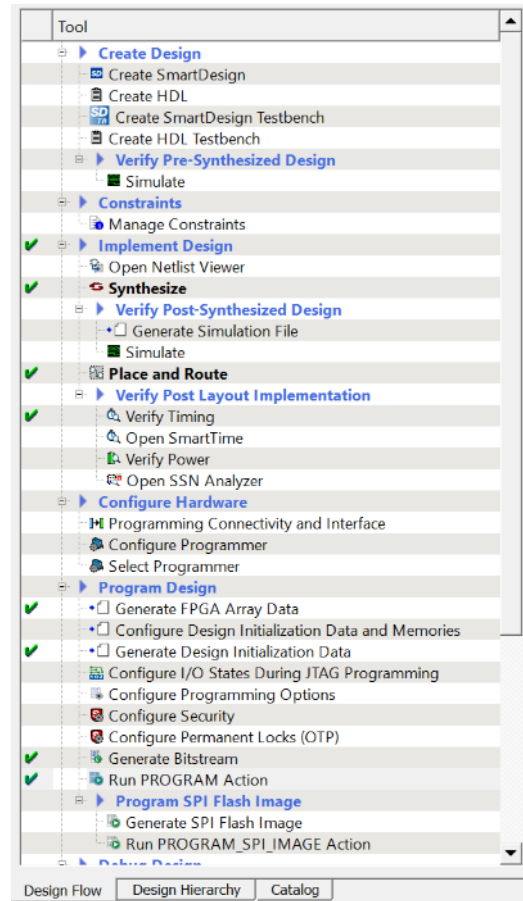 Tool
Create Design
SD Create SmartDesign
Create HDL
SD TB Create SmartDesign Testbench
Create HDL Testbench
Verify Pre-Synthesized Design
Simulate
Constraints
Manage Constraints
Implement Design
Open Netlist Viewer
Synthesize
Verify Post-Synthesized Design
Generate Simulation File
Simulate
Place and Route
Verify Post Layout Implementation
Verify Timing
Open SmartTime
Verify Power
Open SSN Analyzer
Configure Hardware
Programming Connectivity and Interface
Configure Programmer
Select Programmer
Program Design
Generate FPGA Array Data
Configure Design Initialization Data and Memories
Generate Design Initialization Data
Configure I/O States During JTAG Programming
Configure Programming Options
Configure Security
Configure Permanent Locks (OTP)
Generate Bitstream
Run PROGRAM Action
Program SPI Flash Image
Generate SPI Flash Image
Run PROGRAM_SPI_IMAGE Action
Debug Design
Design Flow Design Hierarchy Catalog